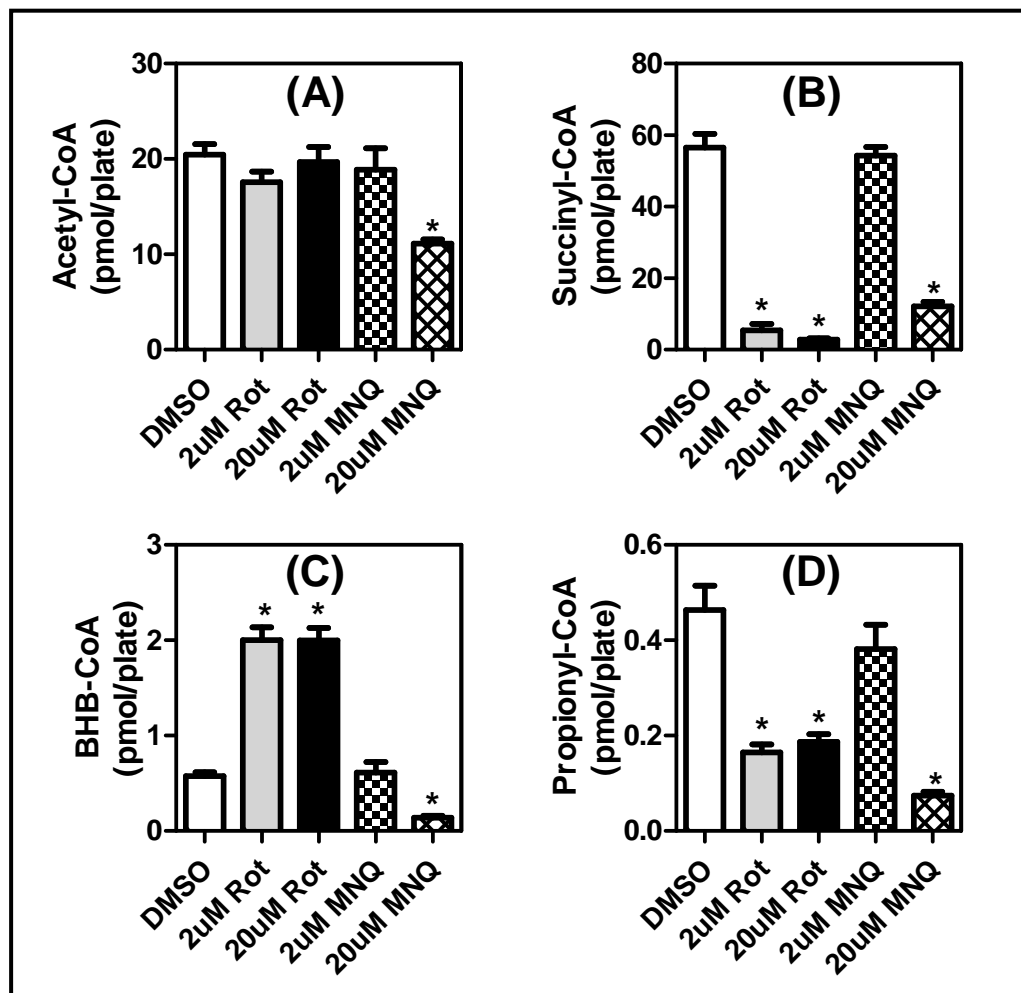 (A)
Acetyl-CoA
(pmol/plate)
30
20
10
0
*
DMSO
2uM Rot
20uM Rot
2uM MNQ
20uM MNQ
(B)
Succinyl-CoA
(pmol/plate)
80
60
40
20
0
*
*
*
DMSO
2uM Rot
20uM Rot
2uM MNQ
20uM MNQ
(C)
BHB-CoA
(pmol/plate)
3
2
1
0
*
*
*
DMSO
2uM Rot
20uM Rot
2uM MNQ
20uM MNQ
(D)
Propionyl-CoA
(pmol/plate)
0.6
0.4
0.2
0.0
*
*
*
DMSO
2uM Rot
20uM Rot
2uM MNQ
20uM MNQ